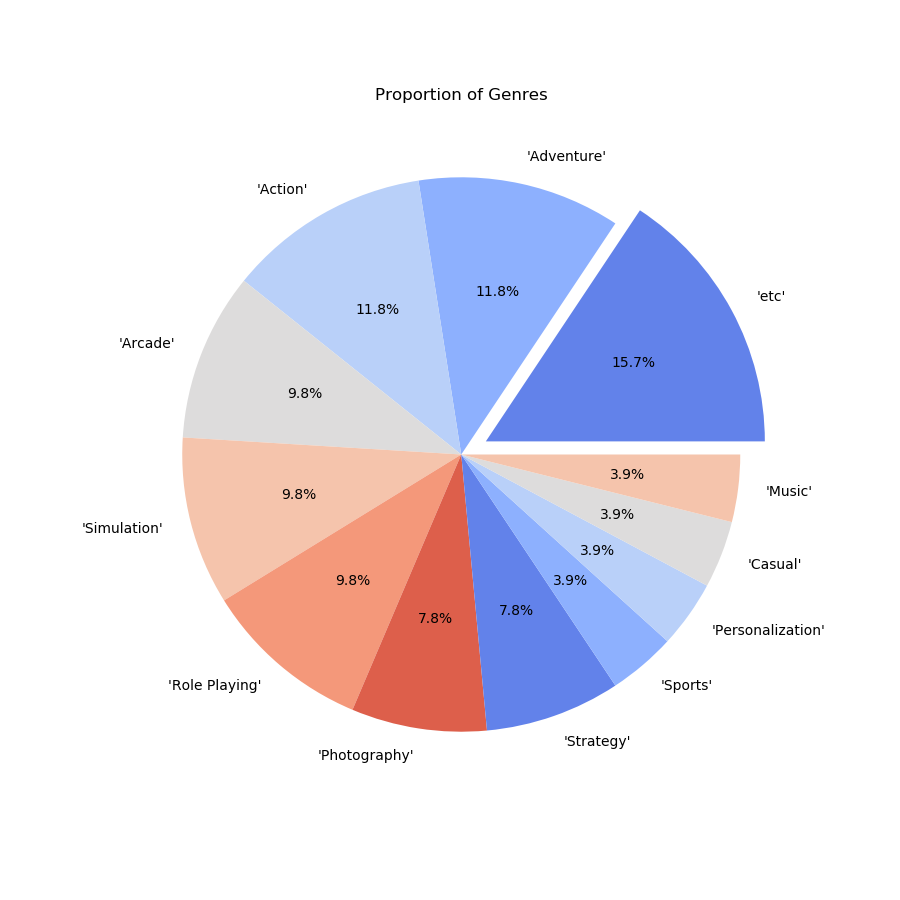 Proportion of Genres
'Adventure'
'Action'
'etc'
11.8%
11.8%
'Arcade'
15.7%
9.8%
3.9%
'Music'
9.8%
3.9%
'Simulation'
3.9%
'Casual'
9.8%
3.9%
7.8%
7.8%
'Personalization'
'Role Playing'
'Sports'
'Strategy'
'Photography'